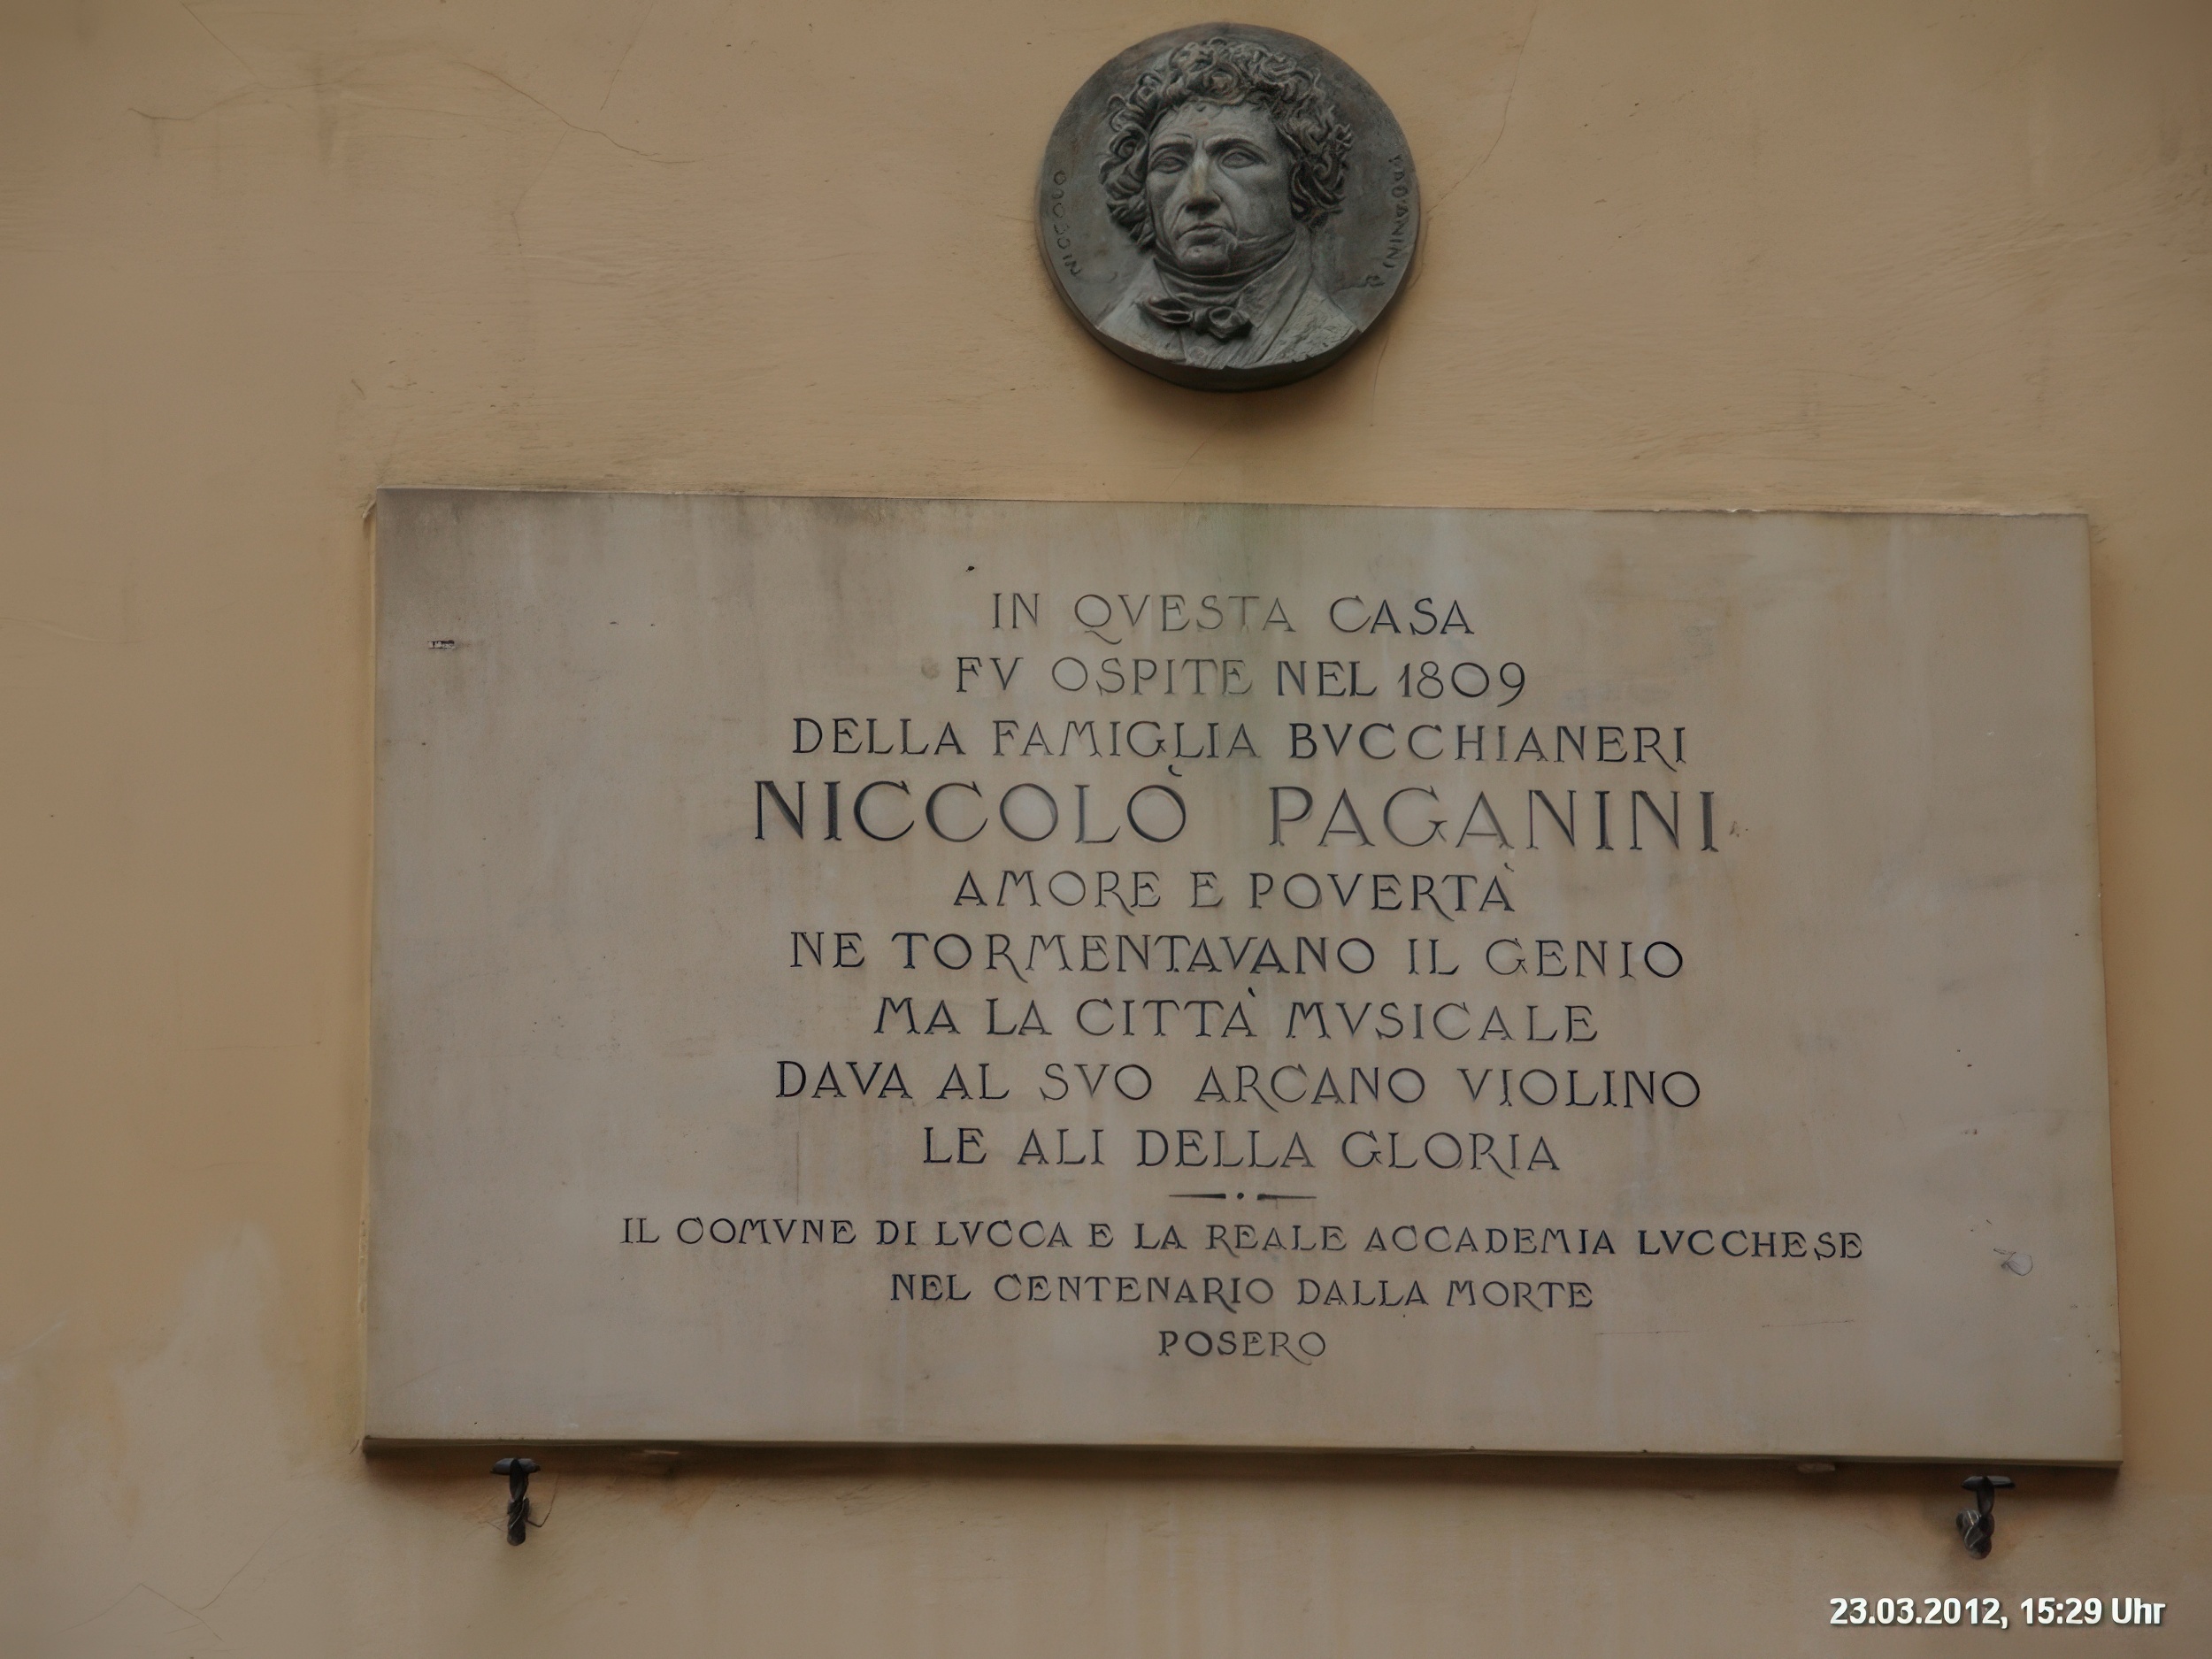 IN QVESTA CASA
FV OSPITE NEL 1809
DELLA FAMIGLIA BVCCHIANERI
NICCOLÒ PAGANINI
AMORE E POVERTÀ
NE TORMENTAVANO IL GENIO
MA LA CITTÀ MVSICALE
DAVA AL SVO ARCANO VIOLINO
LE ALI DELLA GLORIA
IL COMVNE DI LVCCA E LA REALE ACCADEMIA LVCCHESE
NEL CENTENARIO DALLA MORTE
POSERO
23.03.2012, 15:29 Uhr